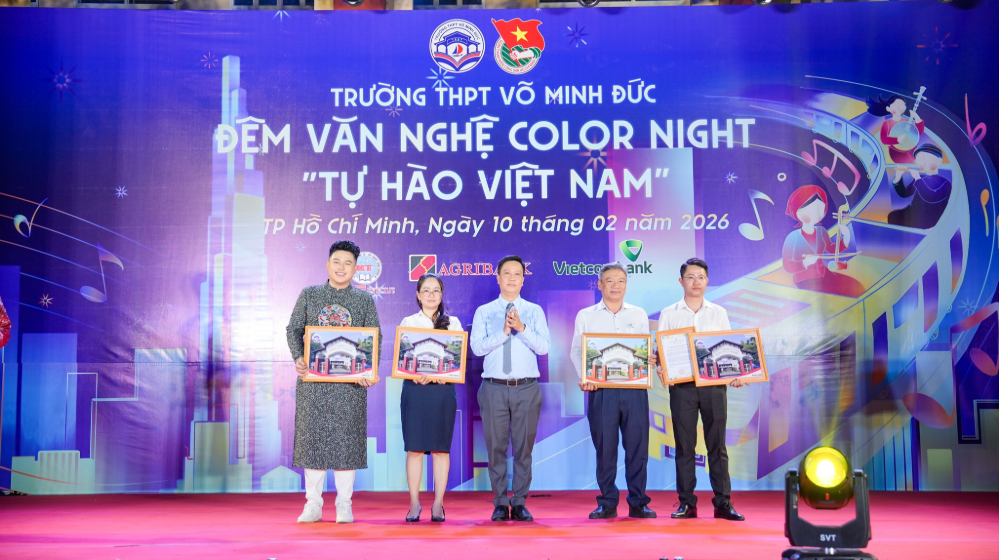 TRƯỜNG THPT VÕ MINH ĐỨC
ĐÊM VĂN NGHỆ COLOR NIGHT
"TỰ HÀO VIỆT NAM"
TP HỒ CHÍ MINH, NGÀY 10 THÁNG 02 NĂM 2026
SVT